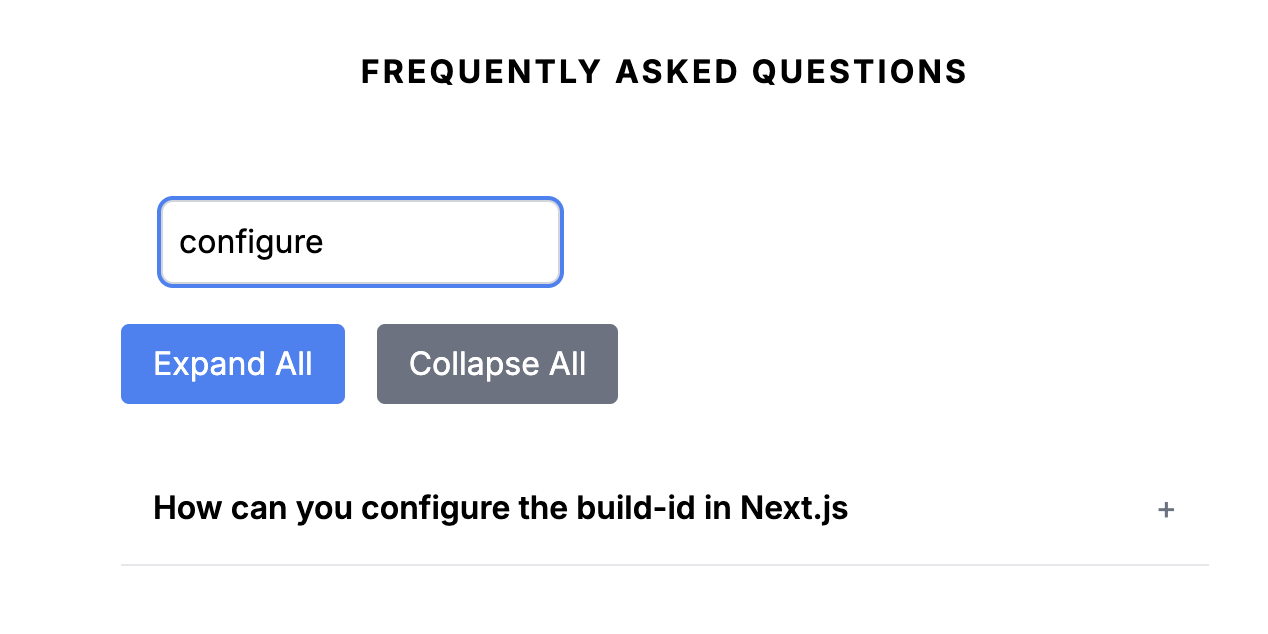 FREQUENTLY ASKED QUESTIONS
configure
Expand All Collapse All
How can you configure the build-id in Next.js +